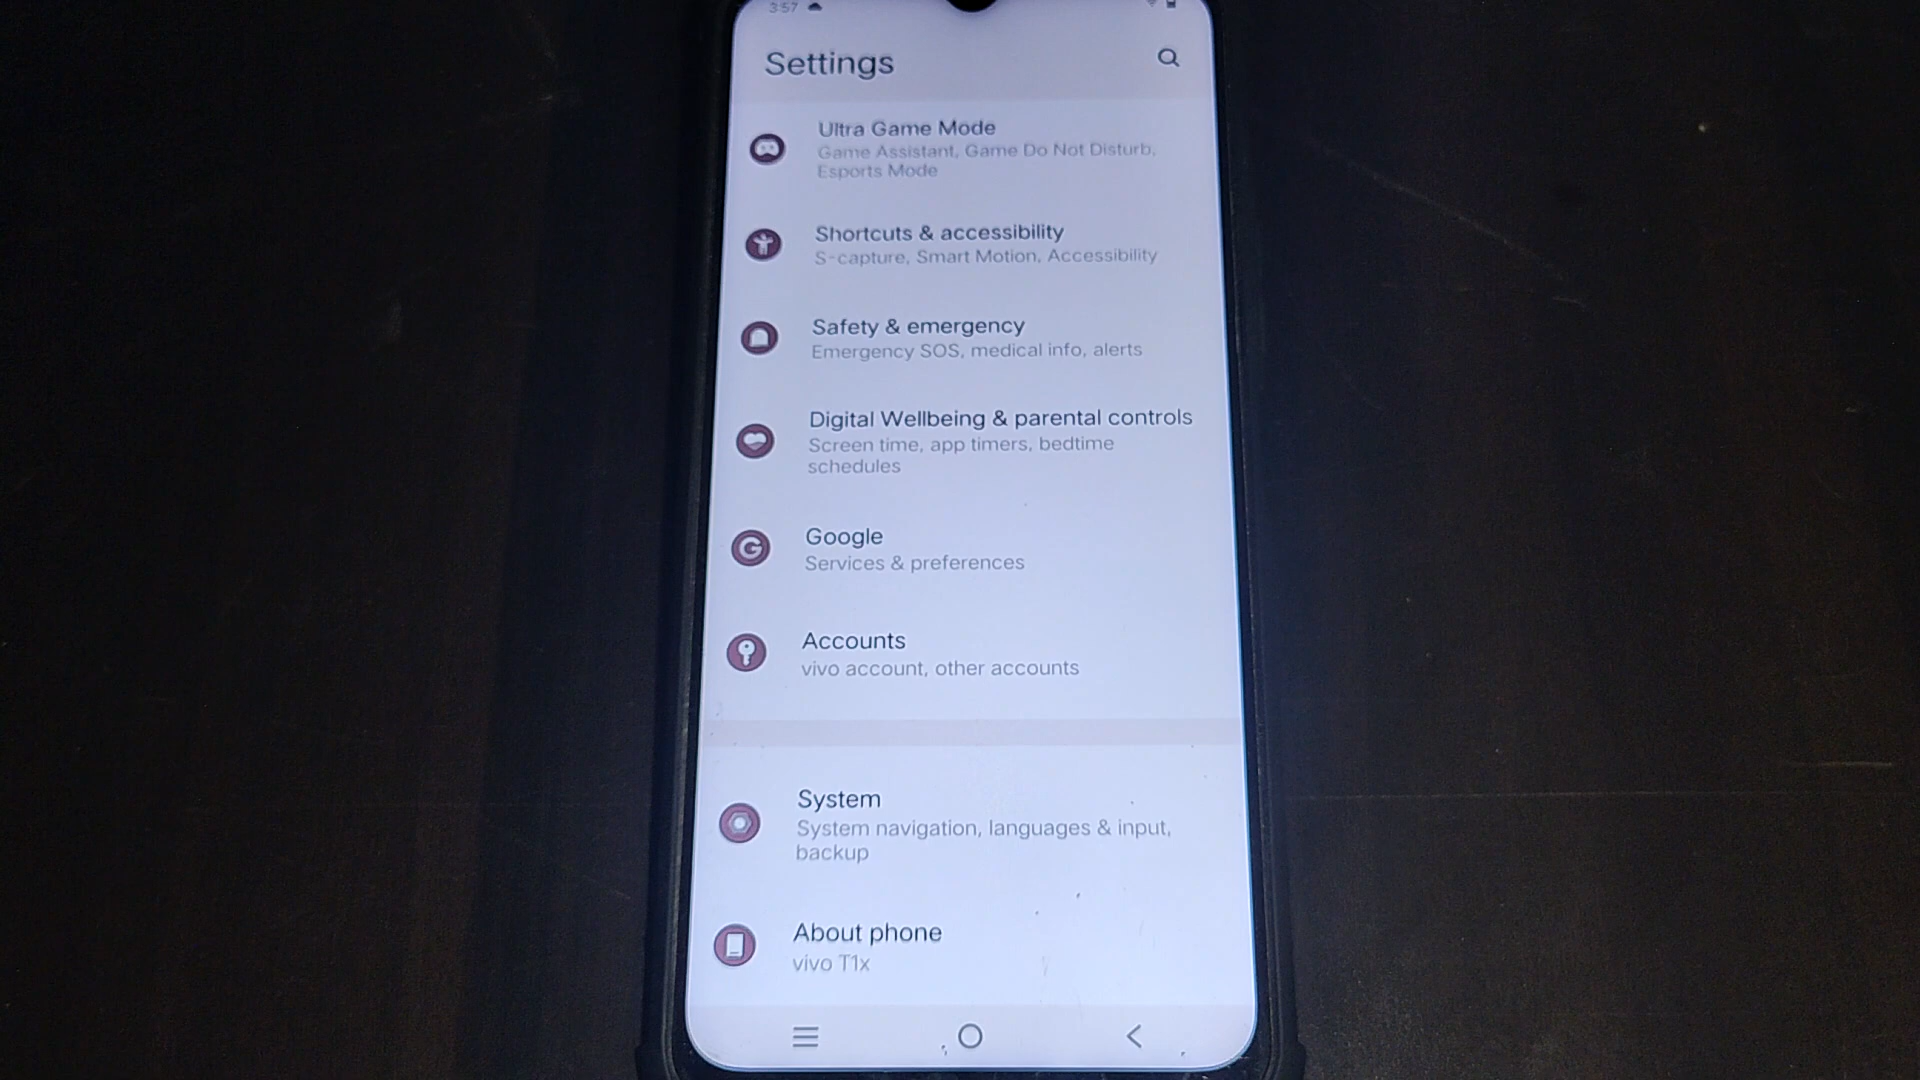 3:57
Settings
Ultra Game Mode
Game Assistant, Game Do Not Disturb,
Esports Mode
Shortcuts & accessibility
S-capture, Smart Motion, Accessibility
Safety & emergency
Emergency SOS, medical info, alerts
Digital Wellbeing & parental controls
Screen time, app timers, bedtime
schedules
Google
Services & preferences
Accounts
vivo account, other accounts
System
System navigation, languages & input,
backup
About phone
vivo T1x